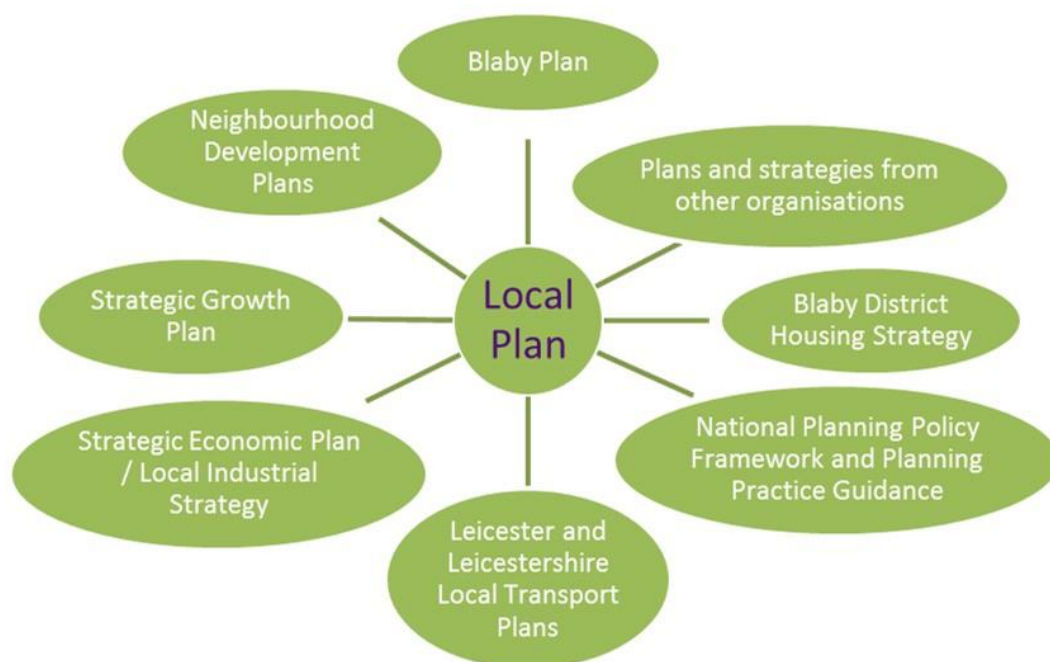 Blaby Plan
Neighbourhood
Development
Plans
Plans and strategies from
other organisations
Strategic Growth
Plan
Local
Plan
Blaby District
Housing Strategy
Strategic Economic Plan
/ Local Industrial
Strategy
National Planning Policy
Framework and Planning
Practice Guidance
Leicester and
Leicestershire
Local Transport
Plans